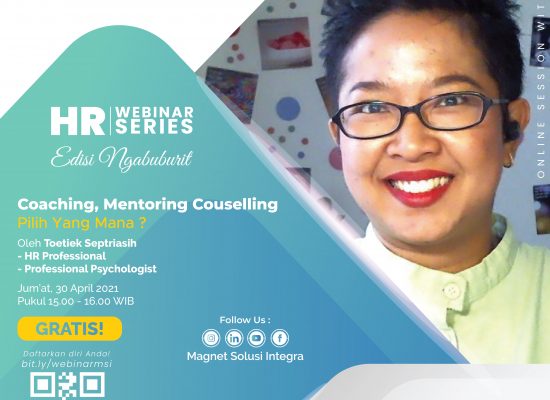 HR WEBINAR
SERIES
Edisi Ngabuburit
Coaching, Mentoring Couselling
Pilih Yang Mana ?
Oleh Toetiek Septriasih
- HR Professional
- Professional Psychologist
Jum'at, 30 April 2021
Pukul 15.00 - 16.00 WIB
GRATIS!
Daftarkan diri Anda!
bit.ly/webinarmsi
Follow Us :
Magnet Solusi Integra
ONLINE SESSION WIT